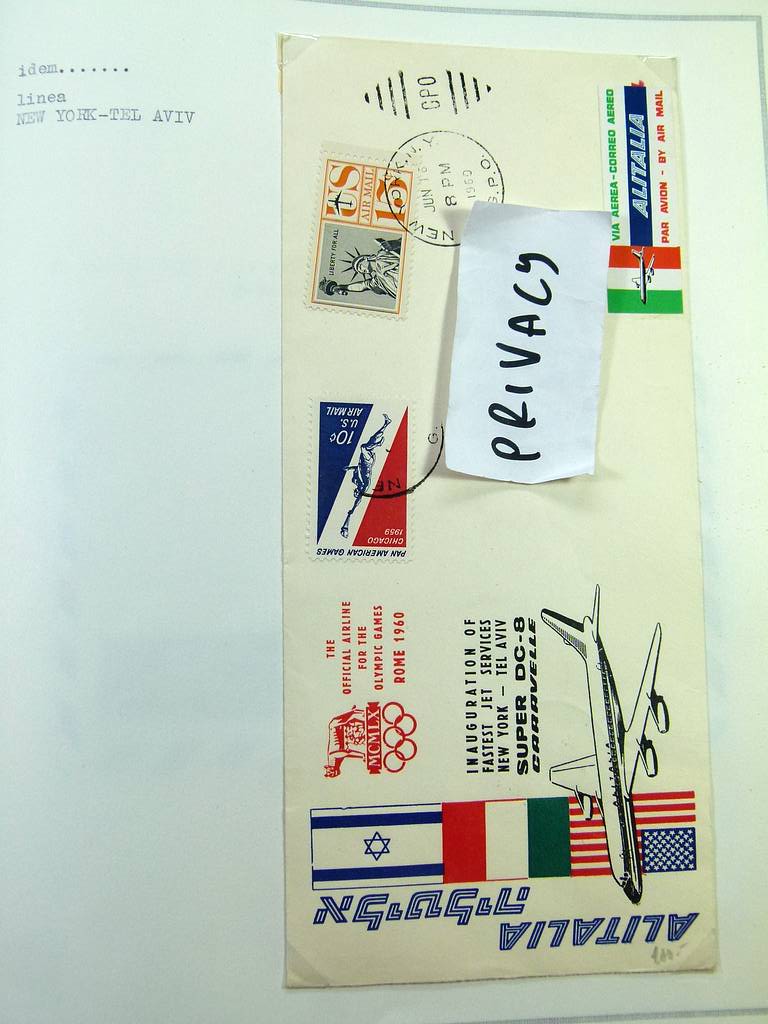 idem.......
linea
NEW YORK-TEL AVIV
GPO
NEW YORK, N.Y.
JUN 16
8 PM
1960
G.P.O.
US
AIR MAIL
15¢
LIBERTY FOR ALL
VIA AEREA - CORREO AEREO
ALITALIA
PAR AVION - BY AIR MAIL
PRIVACY
U.S.
AIR MAIL
10¢
CHICAGO
1959
PAN AMERICAN GAMES
NE
G.
THE
OFFICIAL AIRLINE
FOR THE
OLYMPIC GAMES
ROME 1960
MCMLX
INAUGURATION OF
FASTEST JET SERVICES
NEW YORK - TEL AVIV
SUPER DC-8
CARAVELLE
אליטליה
ALITALIA